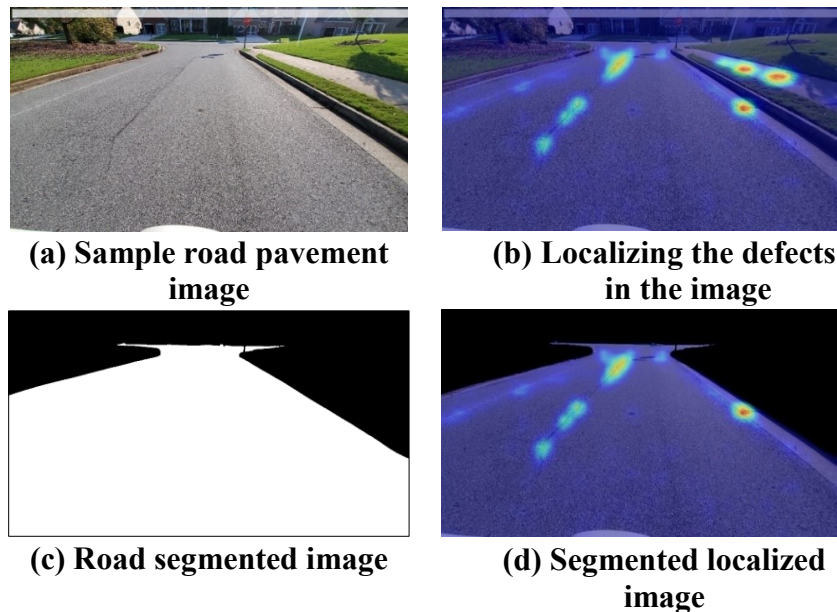 (a) Sample road pavement
image
(b) Localizing the defects
in the image
(c) Road segmented image
(d) Segmented localized
image